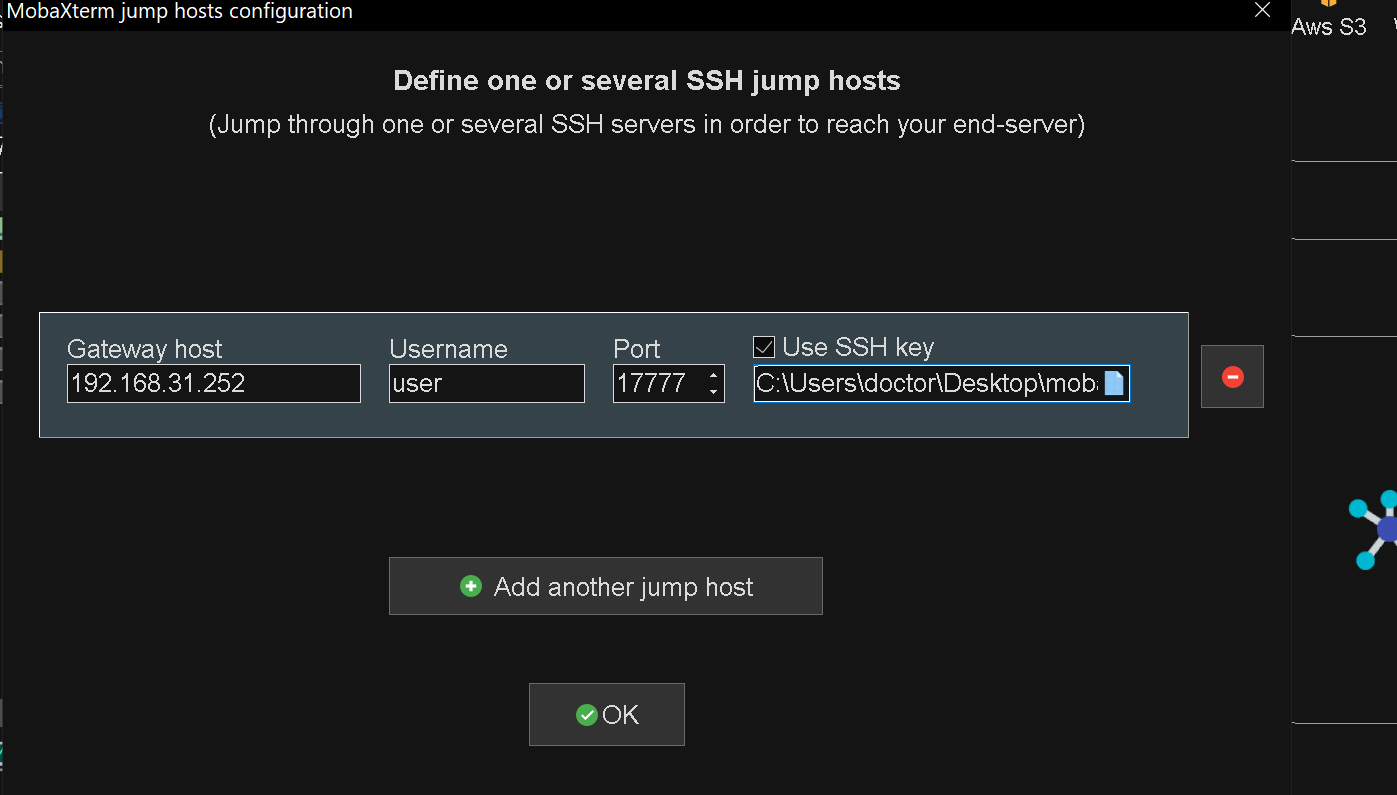 MobaXterm jump hosts configuration
Aws S3
Define one or several SSH jump hosts
(Jump through one or several SSH servers in order to reach your end-server)
Gateway host Username Port Use SSH key
192.168.31.252 user 17777 C:\Users\doctor\Desktop\mob
Add another jump host
OK